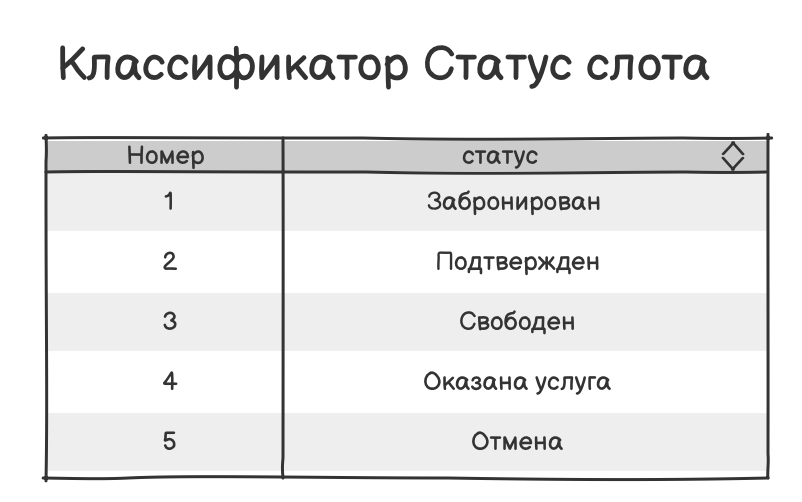 Классификатор Статус слота
Номер статус
1 Забронирован
2 Подтвержден
3 Свободен
4 Оказана услуга
5 Отмена